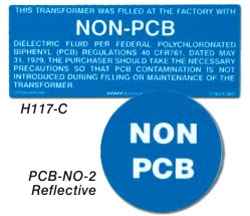 THIS TRANSFORMER WAS FILLED AT THE FACTORY WITH
NON-PCB
DIELECTRIC FLUID PER FEDERAL POLYCHLORONATED
BIPHENYL (PCB) REGULATIONS 40 CFR761, DATED MAY
31, 1979. THE PURCHASER SHOULD TAKE THE NECESSARY
PRECAUTIONS SO THAT PCB CONTAMINATION IS NOT
INTRODUCED DURING FILLING OR MAINTENANCE OF THE
TRANSFORMER
H117-C
NON
PCB
PCB-NO-2
Reflective